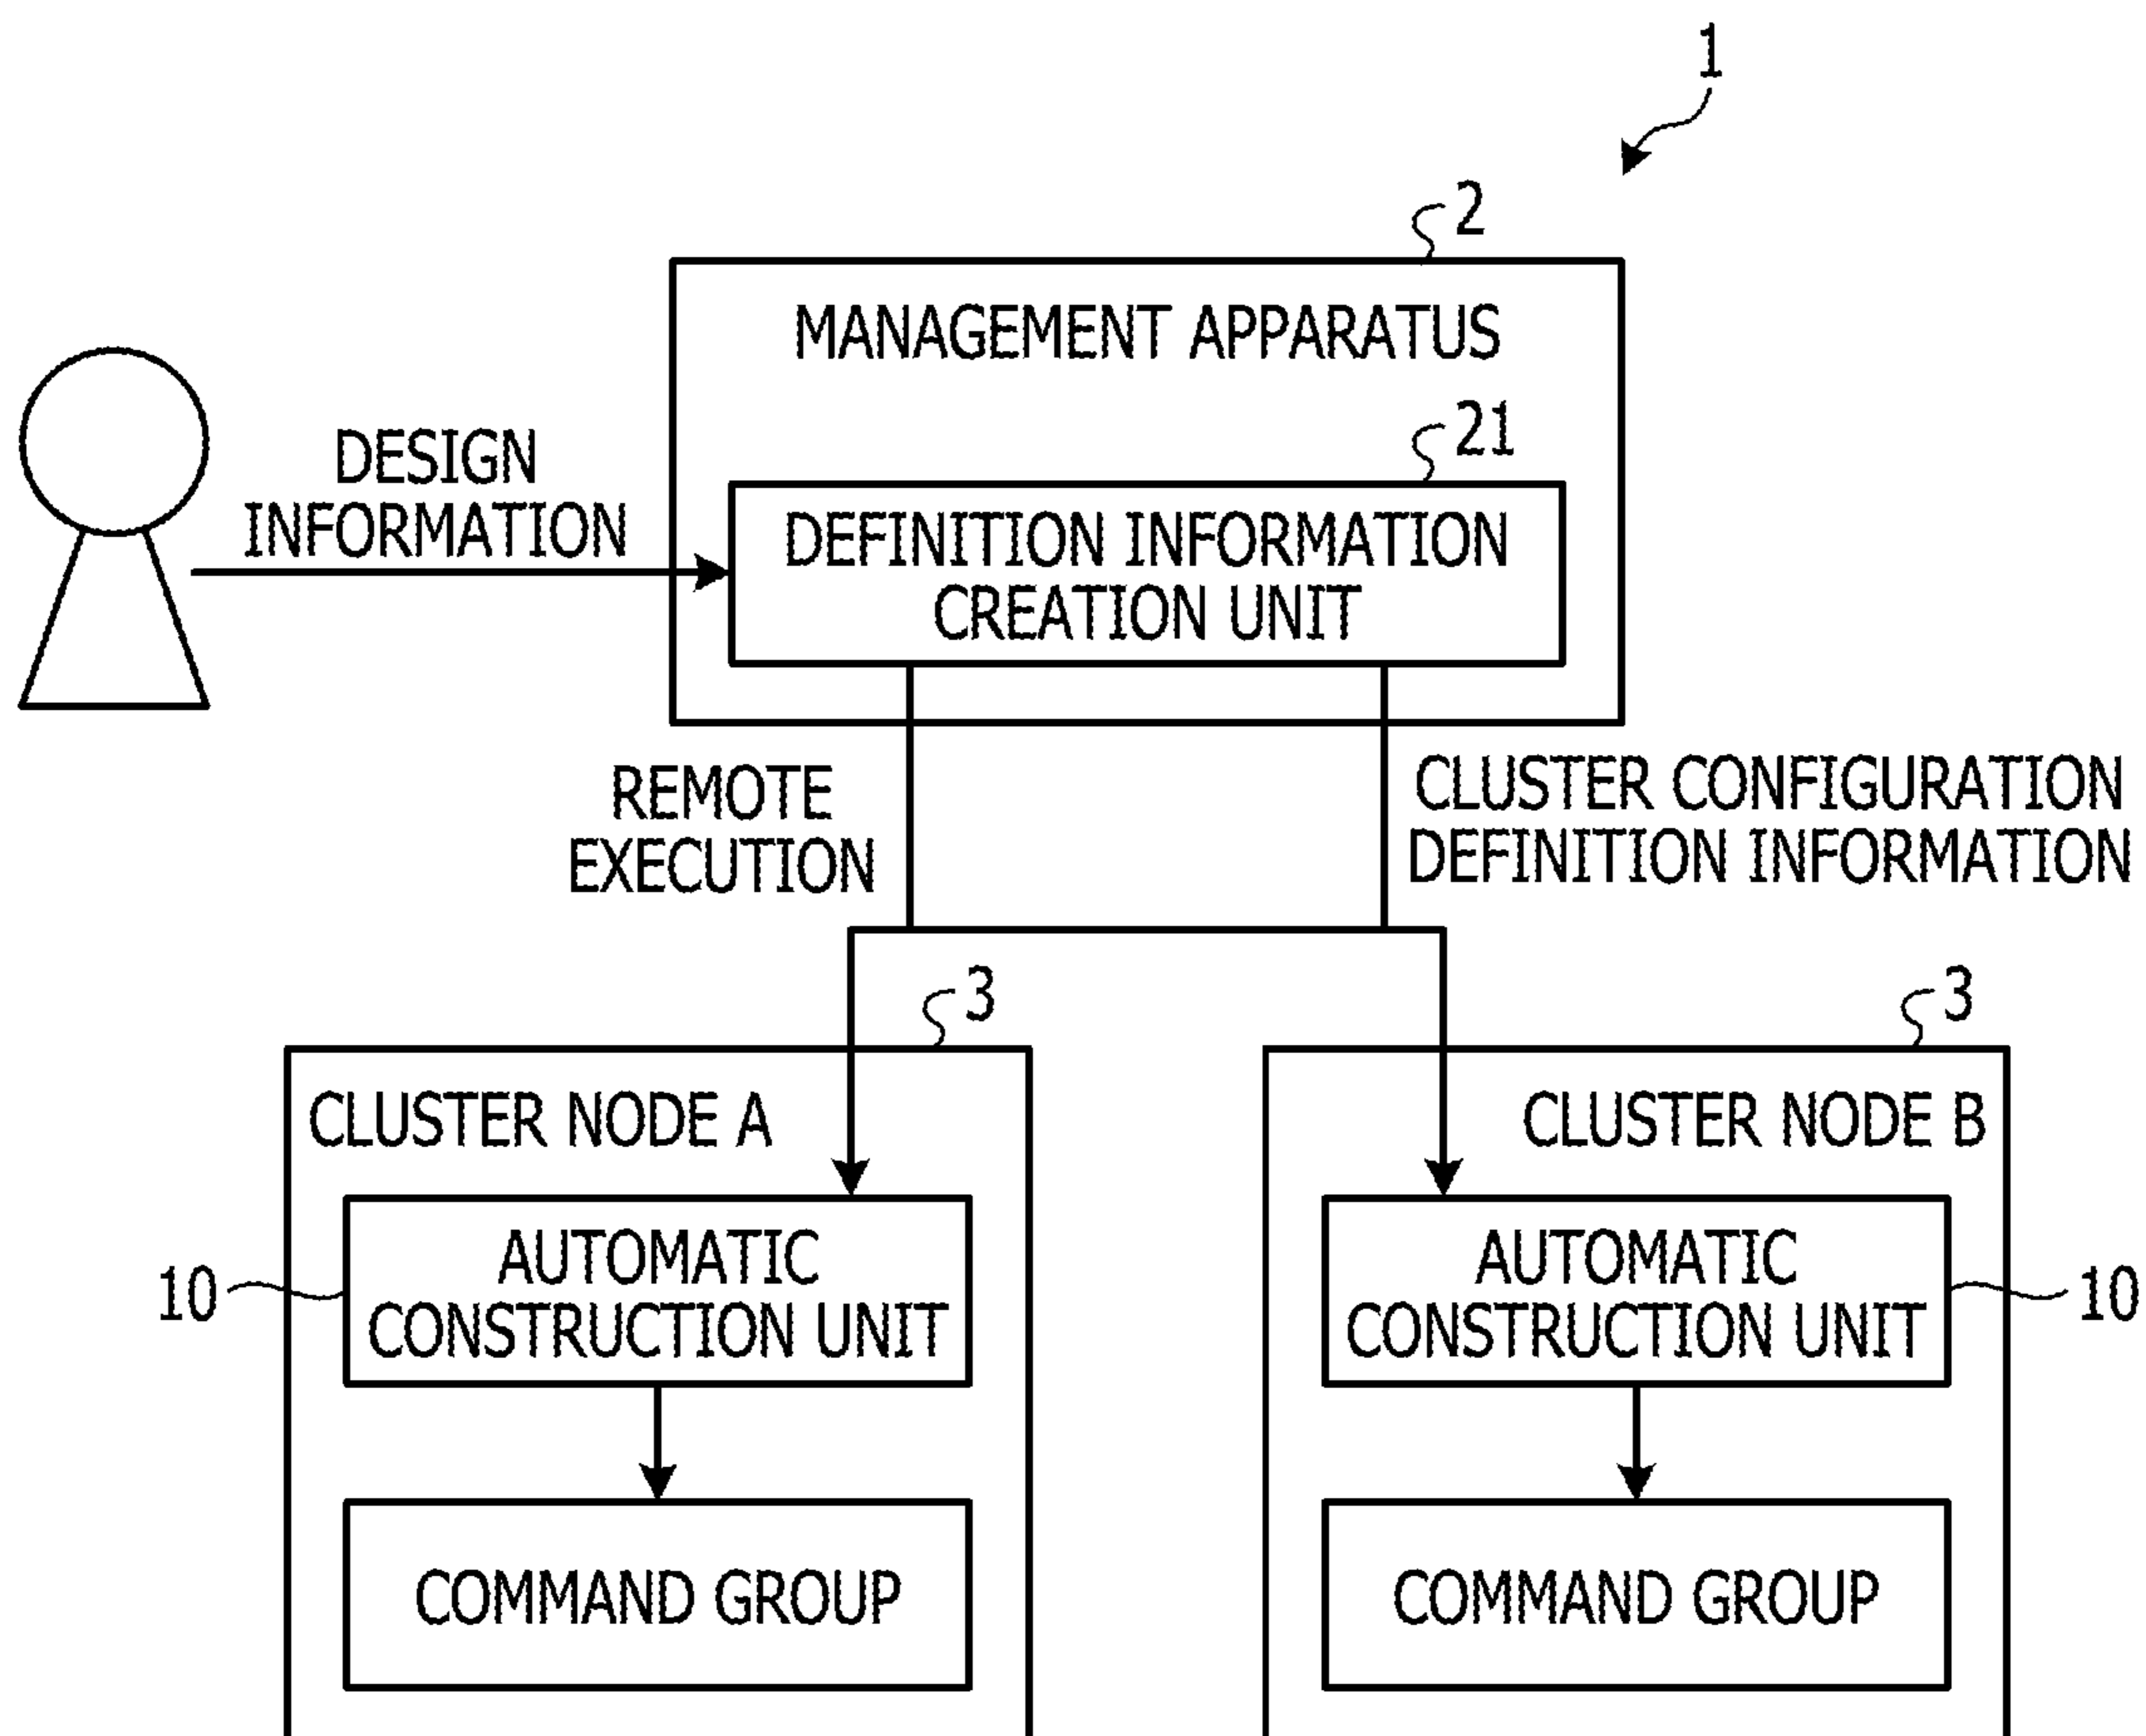 1
2
MANAGEMENT APPARATUS
21
DESIGN
INFORMATION
DEFINITION INFORMATION
CREATION UNIT
REMOTE
EXECUTION
CLUSTER CONFIGURATION
DEFINITION INFORMATION
3
3
CLUSTER NODE A
CLUSTER NODE B
10
AUTOMATIC
CONSTRUCTION UNIT
AUTOMATIC
CONSTRUCTION UNIT
10
COMMAND GROUP
COMMAND GROUP